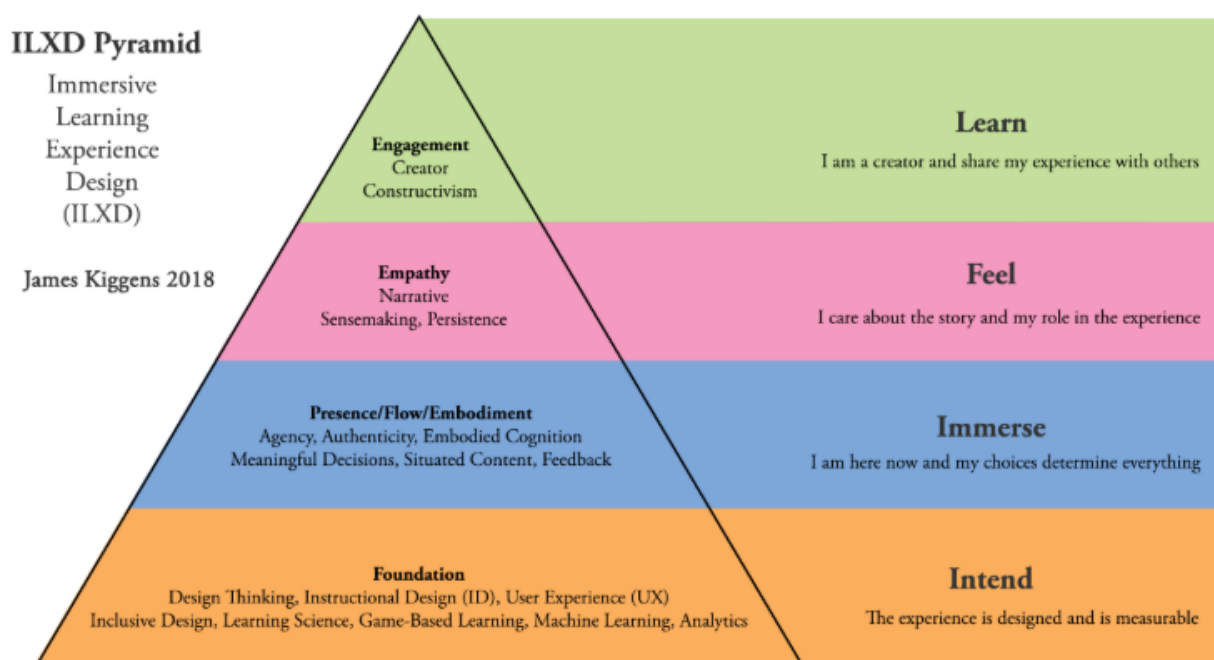 ILXD Pyramid
Immersive
Learning
Experience
Design
(ILXD)
James Kiggens 2018
Engagement
Creator
Constructivism
Learn
I am a creator and share my experience with others
Empathy
Narrative
Sensemaking, Persistence
Feel
I care about the story and my role in the experience
Presence/Flow/Embodiment
Agency, Authenticity, Embodied Cognition
Meaningful Decisions, Situated Content, Feedback
Immerse
I am here now and my choices determine everything
Foundation
Design Thinking, Instructional Design (ID), User Experience (UX)
Inclusive Design, Learning Science, Game-Based Learning, Machine Learning, Analytics
Intend
The experience is designed and is measurable